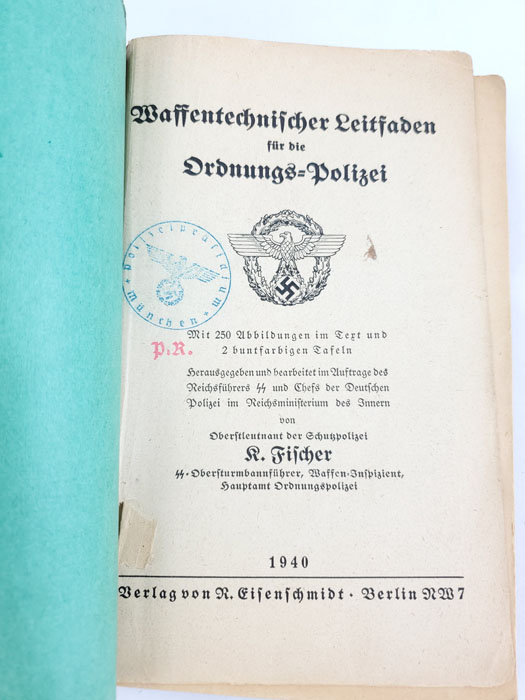 Waffentechnischer Leitfaden
für die
Ordnungs-Polizei
Polizeipräsidium
München
Mit 250 Abbildungen im Text und
2 buntfarbigen Tafeln
P.R.
Herausgegeben und bearbeitet im Auftrage des
Reichsführers SS und Chefs der Deutschen
Polizei im Reichsministerium des Innern
von
Oberstleutnant der Schutzpolizei
K. Fischer
SS-Obersturmbannführer, Waffen-Inspizient,
Hauptamt Ordnungspolizei
1940
Verlag von R. Eisenschmidt · Berlin NW 7